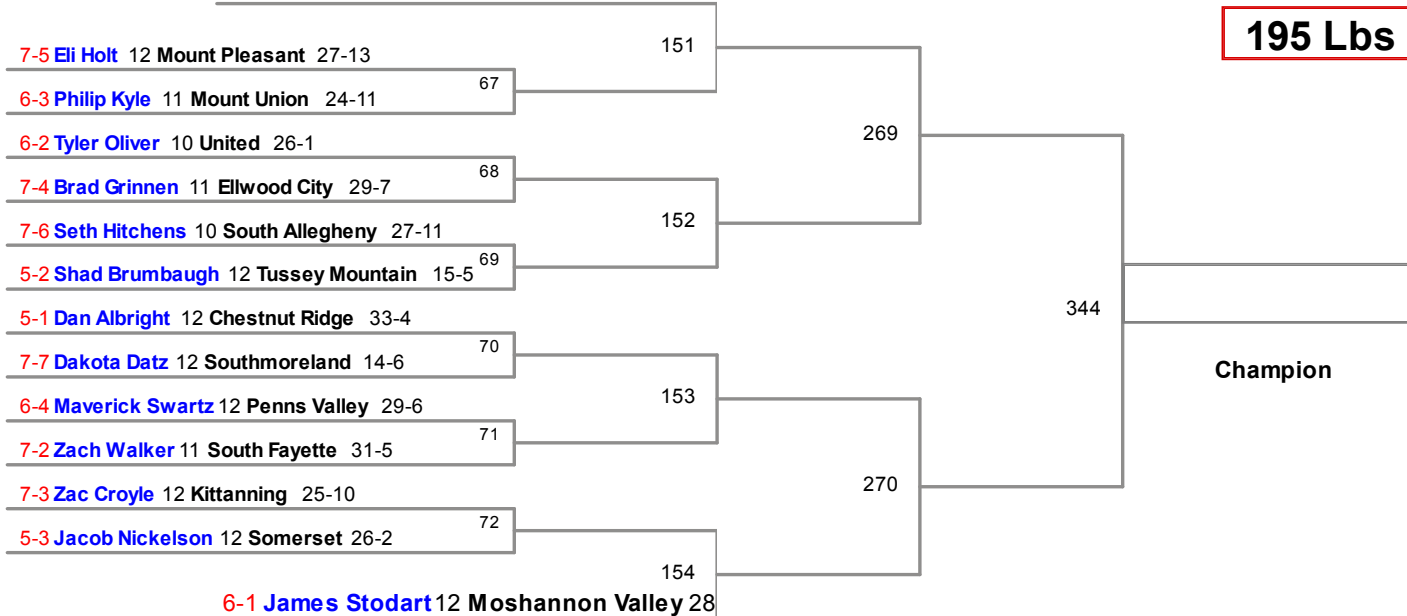 195 Lbs
151
7-5 Eli Holt 12 Mount Pleasant 27-13
67
6-3 Philip Kyle 11 Mount Union 24-11
269
6-2 Tyler Oliver 10 United 26-1
68
7-4 Brad Grinnen 11 Ellwood City 29-7
152
7-6 Seth Hitchens 10 South Allegheny 27-11
69
5-2 Shad Brumbaugh 12 Tussey Mountain 15-5
344
5-1 Dan Albright 12 Chestnut Ridge 33-4
70
7-7 Dakota Datz 12 Southmoreland 14-6
Champion
153
6-4 Maverick Swartz 12 Penns Valley 29-6
71
7-2 Zach Walker 11 South Fayette 31-5
270
7-3 Zac Croyle 12 Kittanning 25-10
72
5-3 Jacob Nickelson 12 Somerset 26-2
154
6-1 James Stodart 12 Moshannon Valley 28